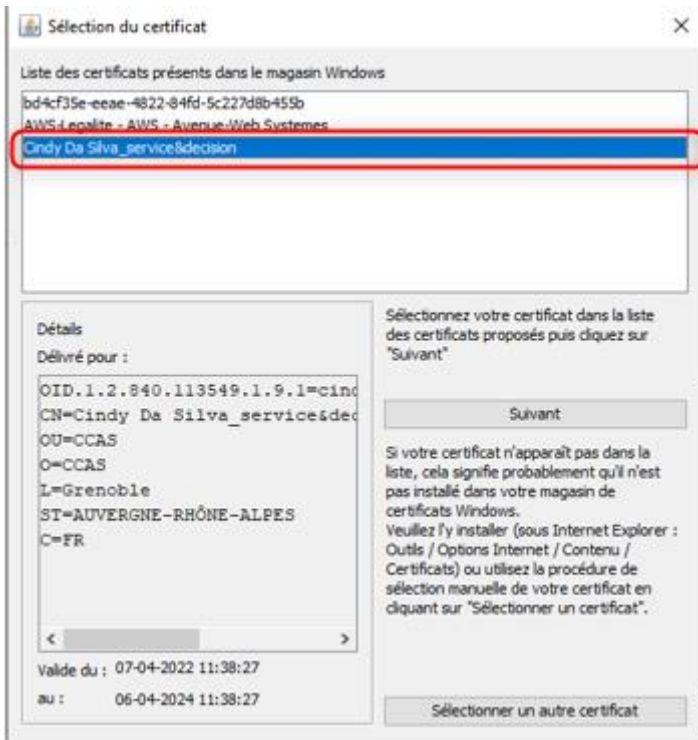 Sélection du certificat
Liste des certificats présents dans le magasin Windows
bd4cf35e-eeae-4822-84fd-5c227d8b455b
AWS-Legalite - AWS - Avenue-Web Systemes
Cindy Da Silva_service&decision
Détails
Délivré pour :
OID.1.2.840.113549.1.9.1=cind
CN=Cindy Da Silva_service&dec
OU=CCAS
O=CCAS
L=Grenoble
ST=AUVERGNE-RHÔNE-ALPES
C=FR
Valide du : 07-04-2022 11:38:27
au : 06-04-2024 11:38:27
Sélectionnez votre certificat dans la liste
des certificats proposés puis cliquez sur
"Suivant"
Suivant
Si votre certificat n'apparaît pas dans la
liste, cela signifie probablement qu'il n'est
pas installé dans votre magasin de
certificats Windows.
Veuillez l'y installer (sous Internet Explorer :
Outils / Options Internet / Contenu /
Certificats) ou utilisez la procédure de
sélection manuelle de votre certificat en
cliquant sur "Sélectionner un certificat".
Sélectionner un autre certificat